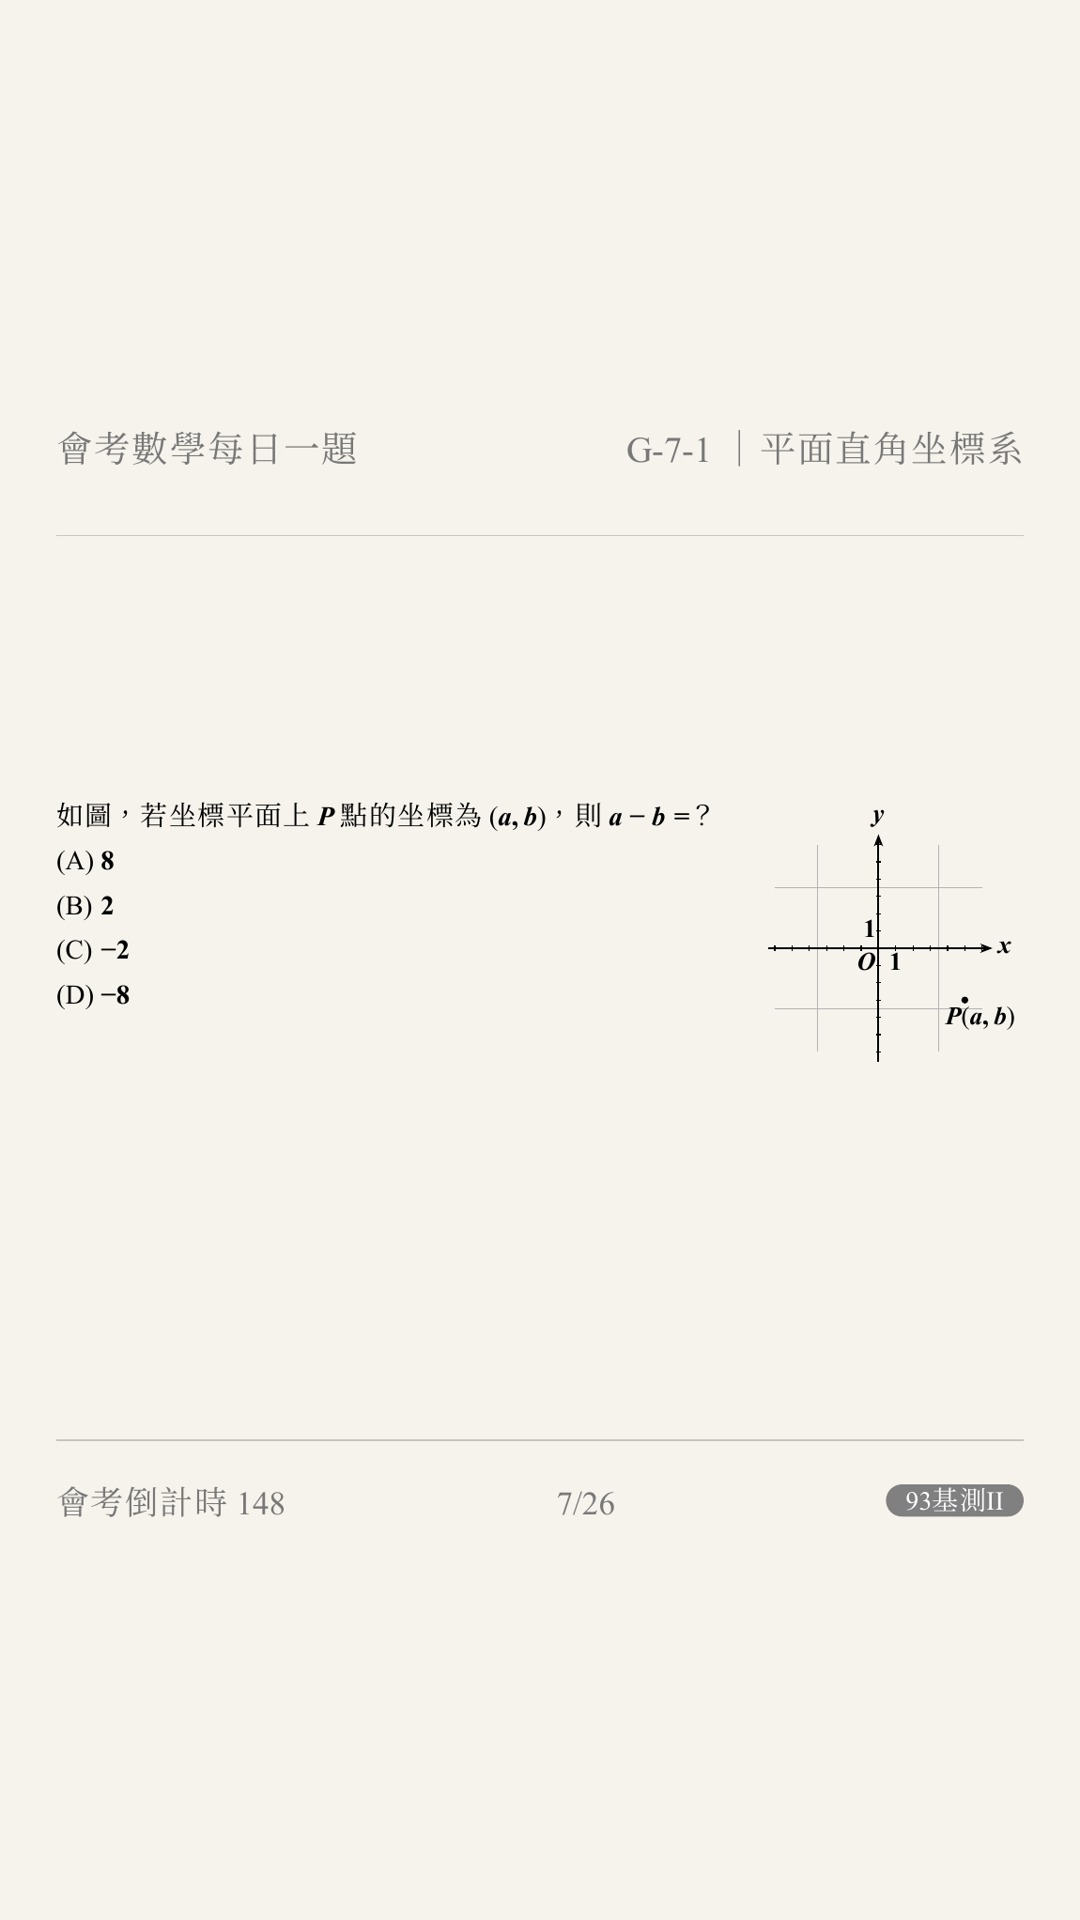 會考數學每日一題
G-7-1｜平面直角坐標系
如圖，若坐標平面上 P 點的坐標為 (a, b)，則 a − b =？
(A) 8
(B) 2
(C) −2
(D) −8
y
1
x
O 1
P(a, b)
會考倒計時 148
7/26
93基測II